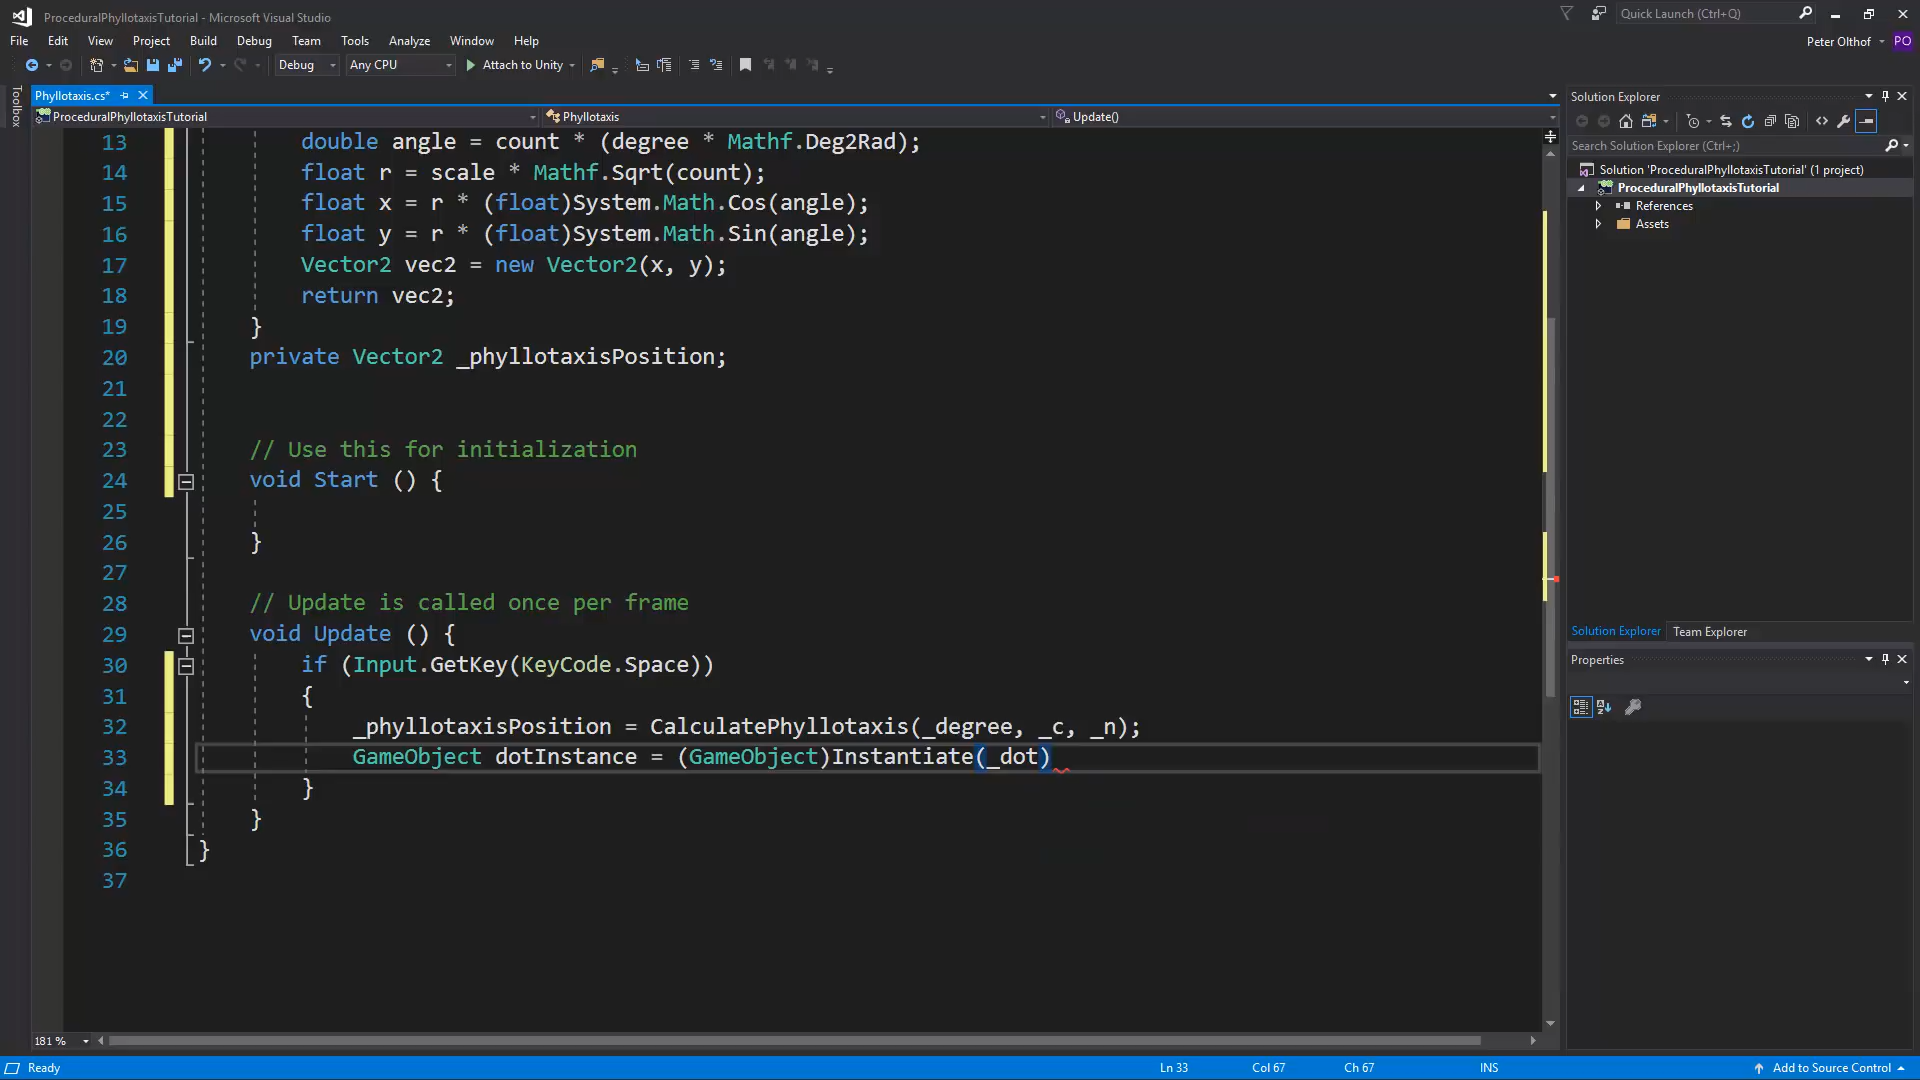 ProceduralPhyllotaxisTutorial - Microsoft Visual Studio
Quick Launch (Ctrl+Q)
File Edit View Project Build Debug Team Tools Analyze Window Help
Peter Olthof PO
Debug Any CPU Attach to Unity
Toolbox
Phyllotaxis.cs*
ProceduralPhyllotaxisTutorial Phyllotaxis Update()
13 double angle = count * (degree * Mathf.Deg2Rad);
14 float r = scale * Mathf.Sqrt(count);
15 float x = r * (float)System.Math.Cos(angle);
16 float y = r * (float)System.Math.Sin(angle);
17 Vector2 vec2 = new Vector2(x, y);
18 return vec2;
19 }
20 private Vector2 _phyllotaxisPosition;
21
22
23 // Use this for initialization
24 void Start () {
25
26 }
27
28 // Update is called once per frame
29 void Update () {
30 if (Input.GetKey(KeyCode.Space))
31 {
32 _phyllotaxisPosition = CalculatePhyllotaxis(_degree, _c, _n);
33 GameObject dotInstance = (GameObject)Instantiate(_dot)
34 }
35 }
36 }
37
181 %
Solution Explorer
Search Solution Explorer (Ctrl+;)
Solution 'ProceduralPhyllotaxisTutorial' (1 project)
ProceduralPhyllotaxisTutorial
References
Assets
Solution Explorer Team Explorer
Properties
Ready Ln 33 Col 67 Ch 67 INS Add to Source Control